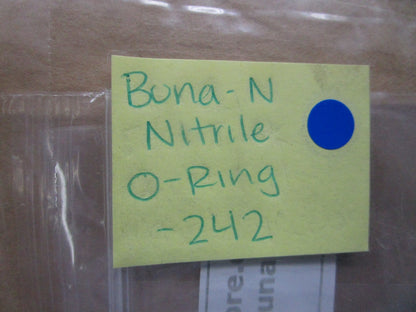 Buna-N
Nitrile
O-Ring
-242